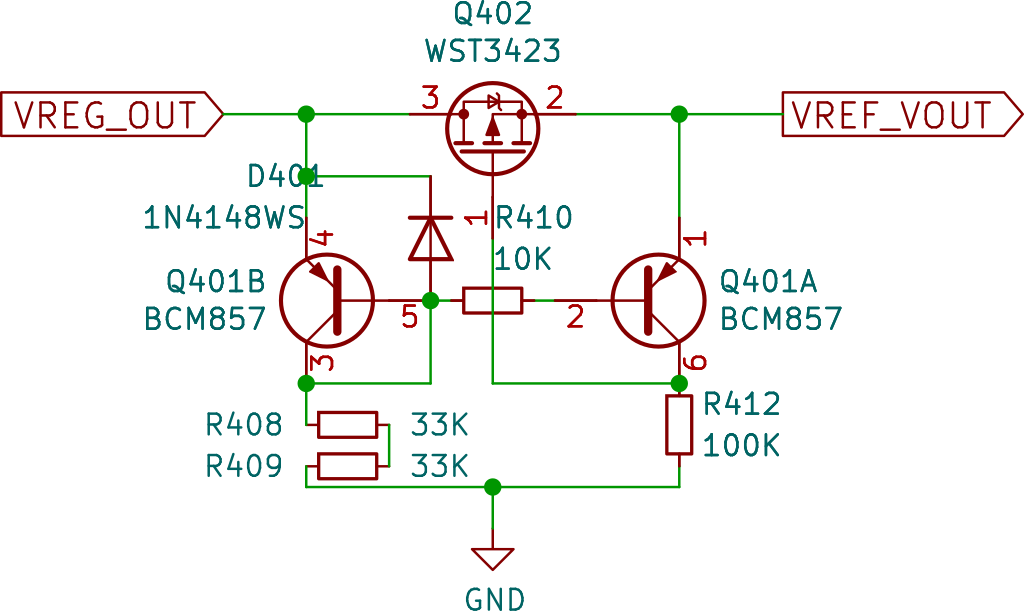 Q402
WST3423
VREG_OUT
3
2
VREF_VOUT
D401
1N4148WS
4
1
R410
10K
1
Q401B
BCM857
5
2
Q401A
BCM857
3
6
R408
33K
R412
100K
R409
33K
GND